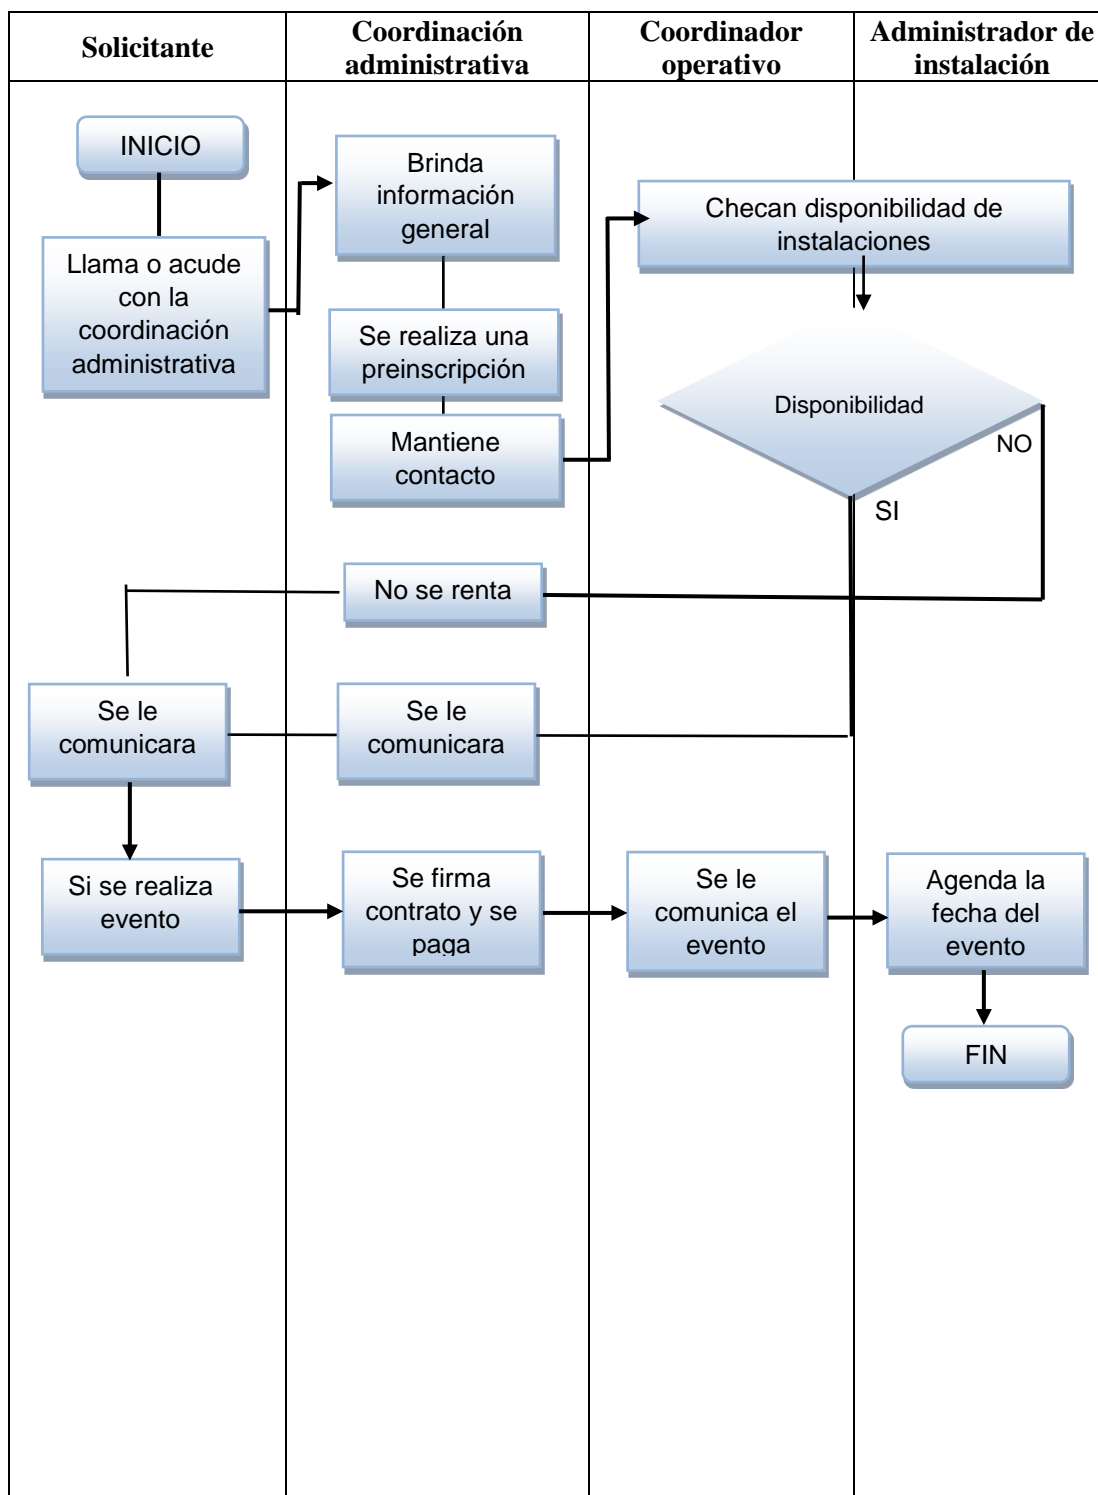 Solicitante
Coordinación
administrativa
Coordinador
operativo
Administrador de
instalación
INICIO
Llama o acude
con la
coordinación
administrativa
Brinda
información
general
Se realiza una
preinscripción
Mantiene
contacto
Checan disponibilidad de
instalaciones
Disponibilidad
NO
SI
No se renta
Se le
comunicara
Se le
comunicara
Si se realiza
evento
Se firma
contrato y se
paga
Se le
comunica el
evento
Agenda la
fecha del
evento
FIN